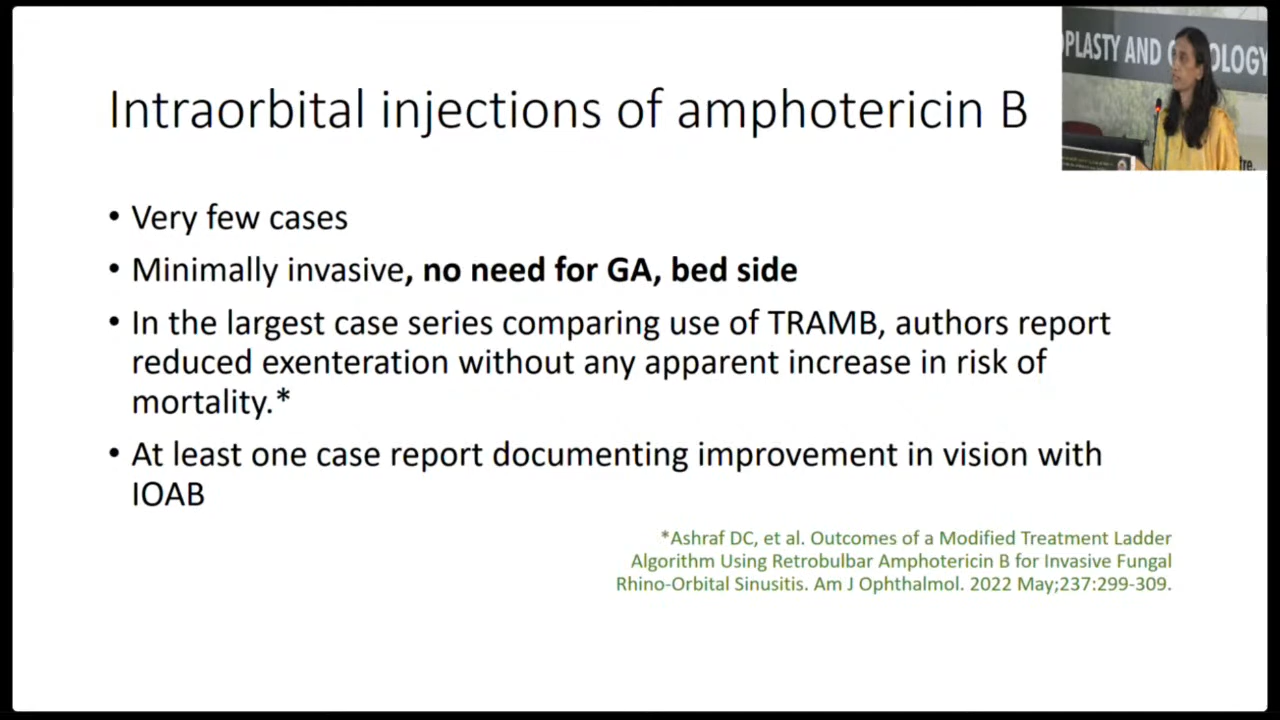 Intraorbital injections of amphotericin B
PLASTY AND
OLOGY
tre.
• Very few cases
• Minimally invasive, no need for GA, bed side
• In the largest case series comparing use of TRAMB, authors report
reduced exenteration without any apparent increase in risk of
mortality.*
• At least one case report documenting improvement in vision with
IOAB
*Ashraf DC, et al. Outcomes of a Modified Treatment Ladder
Algorithm Using Retrobulbar Amphotericin B for Invasive Fungal
Rhino-Orbital Sinusitis. Am J Ophthalmol. 2022 May;237:299-309.